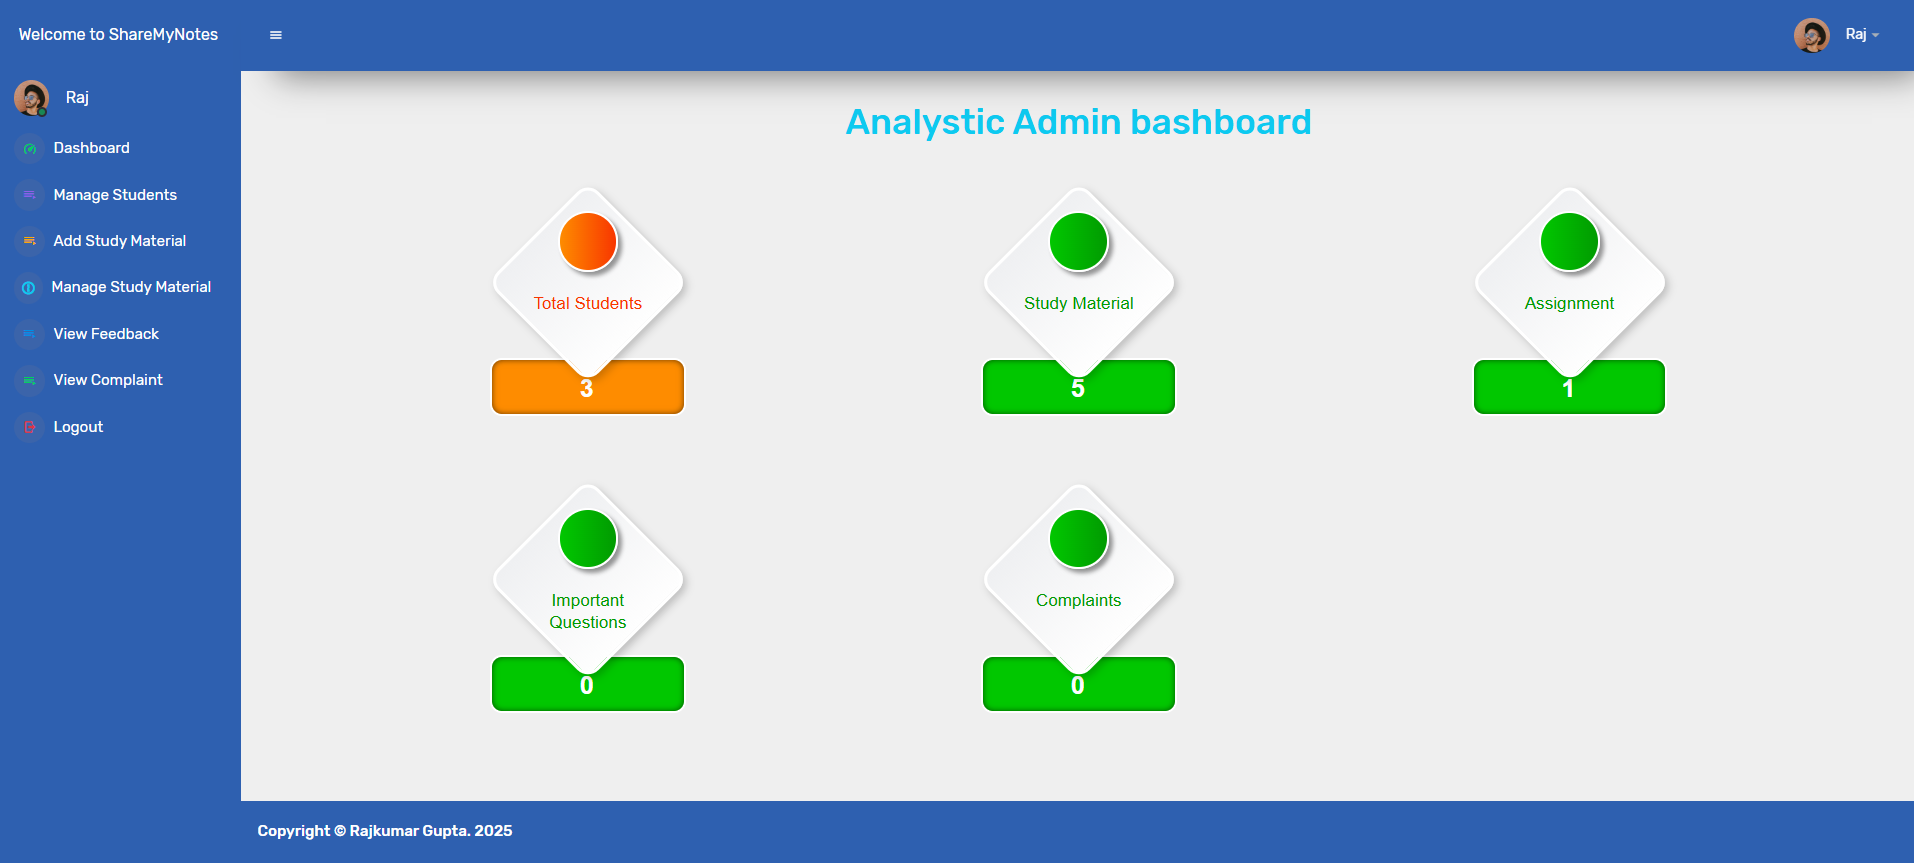 Welcome to ShareMyNotes
Raj
Raj
Dashboard
Manage Students
Add Study Material
Manage Study Material
View Feedback
View Complaint
Logout
Analystic Admin bashboard
Total Students
3
Study Material
5
Assignment
1
Important
Questions
0
Complaints
0
Copyright © Rajkumar Gupta. 2025